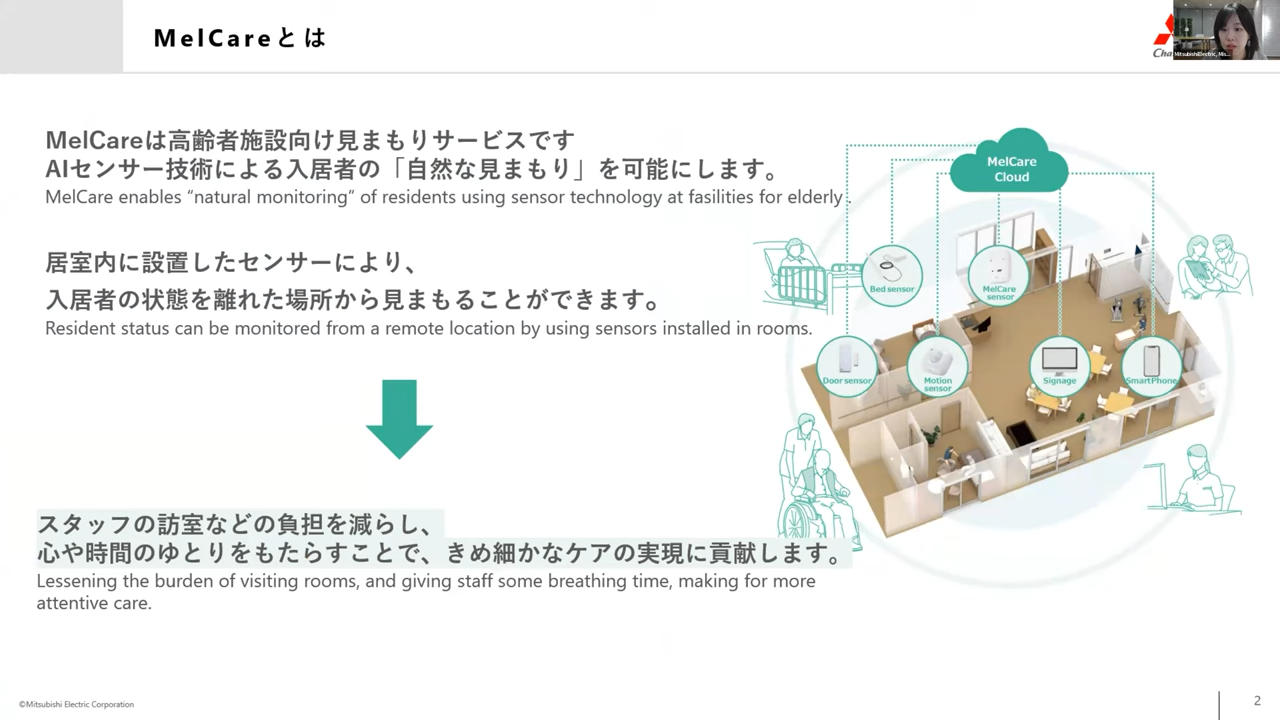 MelCareとは
MitsubishiElectric, Mis...
MelCareは高齢者施設向け見まもりサービスです
AIセンサー技術による入居者の「自然な見まもり」を可能にします。
MelCare enables “natural monitoring” of residents using sensor technology at fasilities for elderly .
居室内に設置したセンサーにより、
入居者の状態を離れた場所から見まもることができます。
Resident status can be monitored from a remote location by using sensors installed in rooms.
スタッフの訪室などの負担を減らし、
心や時間のゆとりをもたらすことで、きめ細かなケアの実現に貢献します。
Lessening the burden of visiting rooms, and giving staff some breathing time, making for more
attentive care.
MelCare
Cloud
Bed sensor
MelCare
sensor
Door sensor
Motion
sensor
Signage
SmartPhone
©Mitsubishi Electric Corporation
2